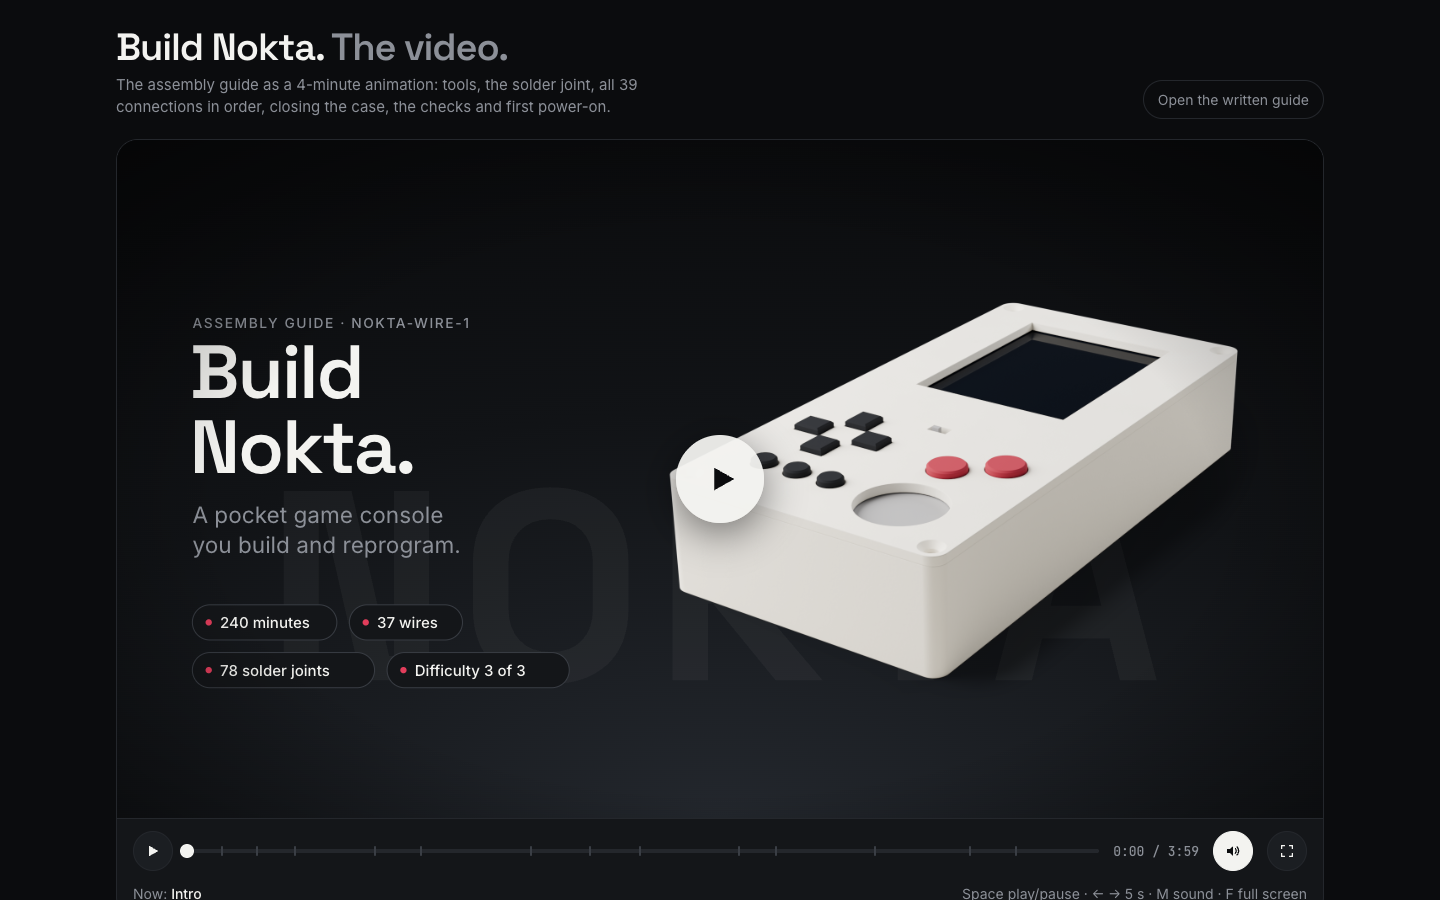 Build Nokta. The video.
The assembly guide as a 4-minute animation: tools, the solder joint, all 39
connections in order, closing the case, the checks and first power-on.
Open the written guide
ASSEMBLY GUIDE · NOKTA-WIRE-1
Build
Nokta.
A pocket game console
you build and reprogram.
NOKTA
240 minutes
37 wires
78 solder joints
Difficulty 3 of 3
0:00 / 3:59
Now: Intro
Space play/pause · ← → 5 s · M sound · F full screen